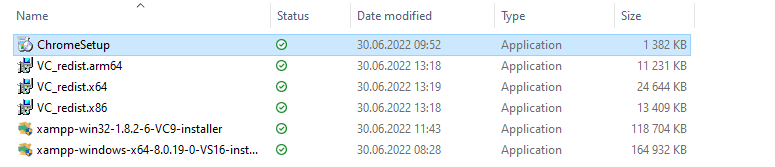 Name Status Date modified Type Size
ChromeSetup 30.06.2022 09:52 Application 1 382 KB
VC_redist.arm64 30.06.2022 13:18 Application 11 231 KB
VC_redist.x64 30.06.2022 13:19 Application 24 644 KB
VC_redist.x86 30.06.2022 13:18 Application 13 409 KB
xampp-win32-1.8.2-6-VC9-installer 30.06.2022 11:43 Application 118 704 KB
xampp-windows-x64-8.0.19-0-VS16-inst... 30.06.2022 08:28 Application 164 932 KB